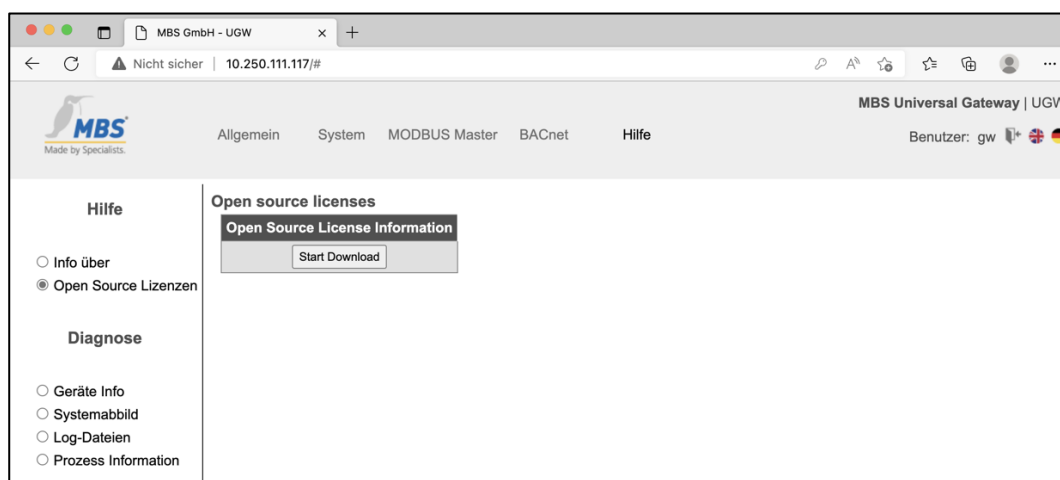 MBS GmbH - UGW
Nicht sicher | 10.250.111.117/#
MBS Universal Gateway | UGW
MBS
Made by Specialists.
Allgemein System MODBUS Master BACnet Hilfe
Benutzer: gw
Hilfe
Info über
Open Source Lizenzen
Diagnose
Geräte Info
Systemabbild
Log-Dateien
Prozess Information
Open source licenses
Open Source License Information
Start Download